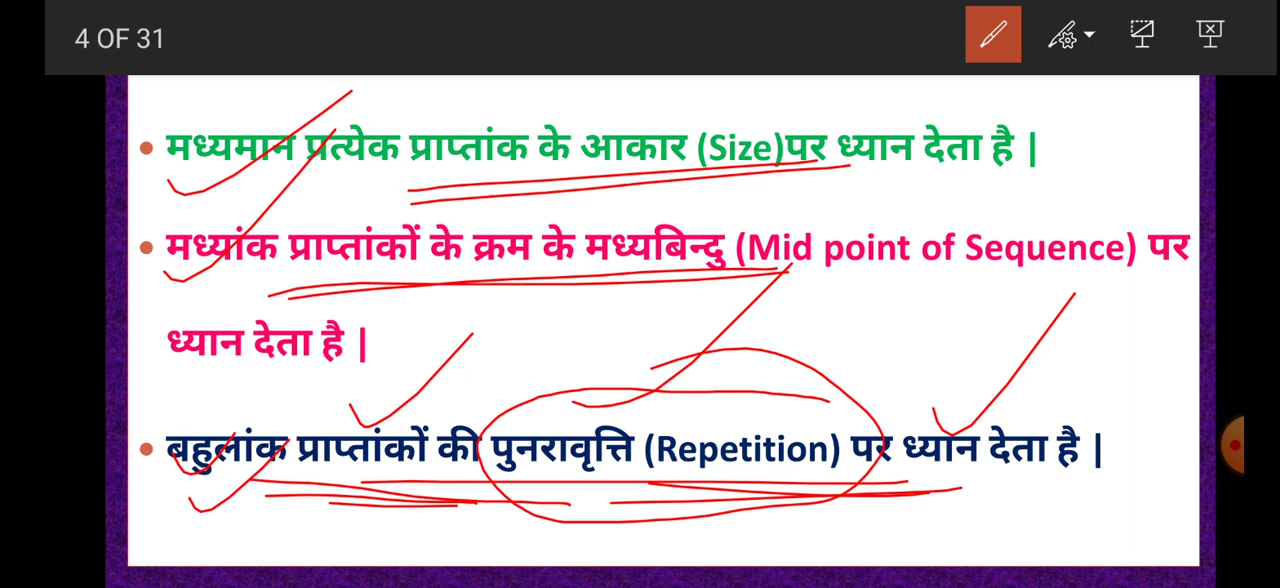 4 OF 31
• मध्यमान प्रत्येक प्राप्तांक के आकार (Size)पर ध्यान देता है |
• मध्यांक प्राप्तांकों के क्रम के मध्यबिन्दु (Mid point of Sequence) पर
ध्यान देता है |
• बहुलांक प्राप्तांकों की पुनरावृत्ति (Repetition) पर ध्यान देता है |